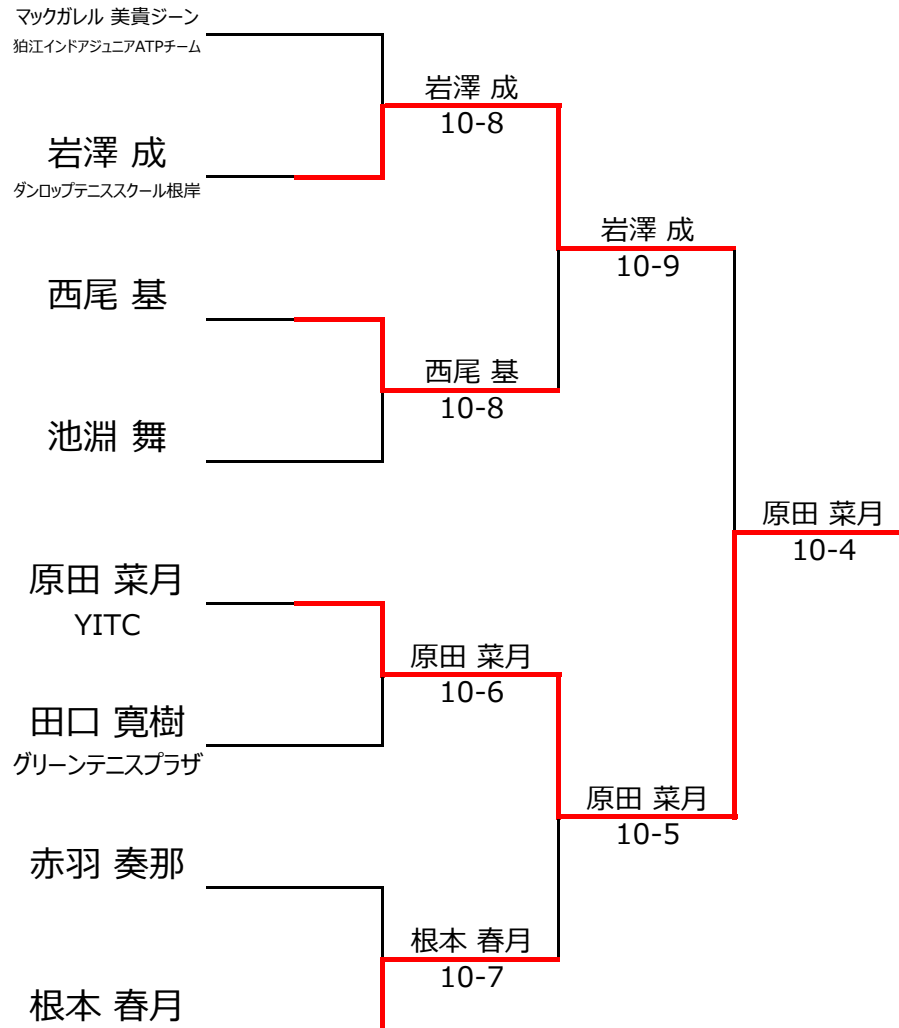 マックガレル 美貴ジーン
狛江インドアジュニアATPチーム
岩澤 成
10-8
岩澤 成
ダンロップテニススクール根岸
岩澤 成
10-9
西尾 基
西尾 基
10-8
池淵 舞
原田 菜月
10-4
原田 菜月
YITC
原田 菜月
10-6
田口 寛樹
グリーンテニスプラザ
原田 菜月
10-5
赤羽 奏那
根本 春月
10-7
根本 春月